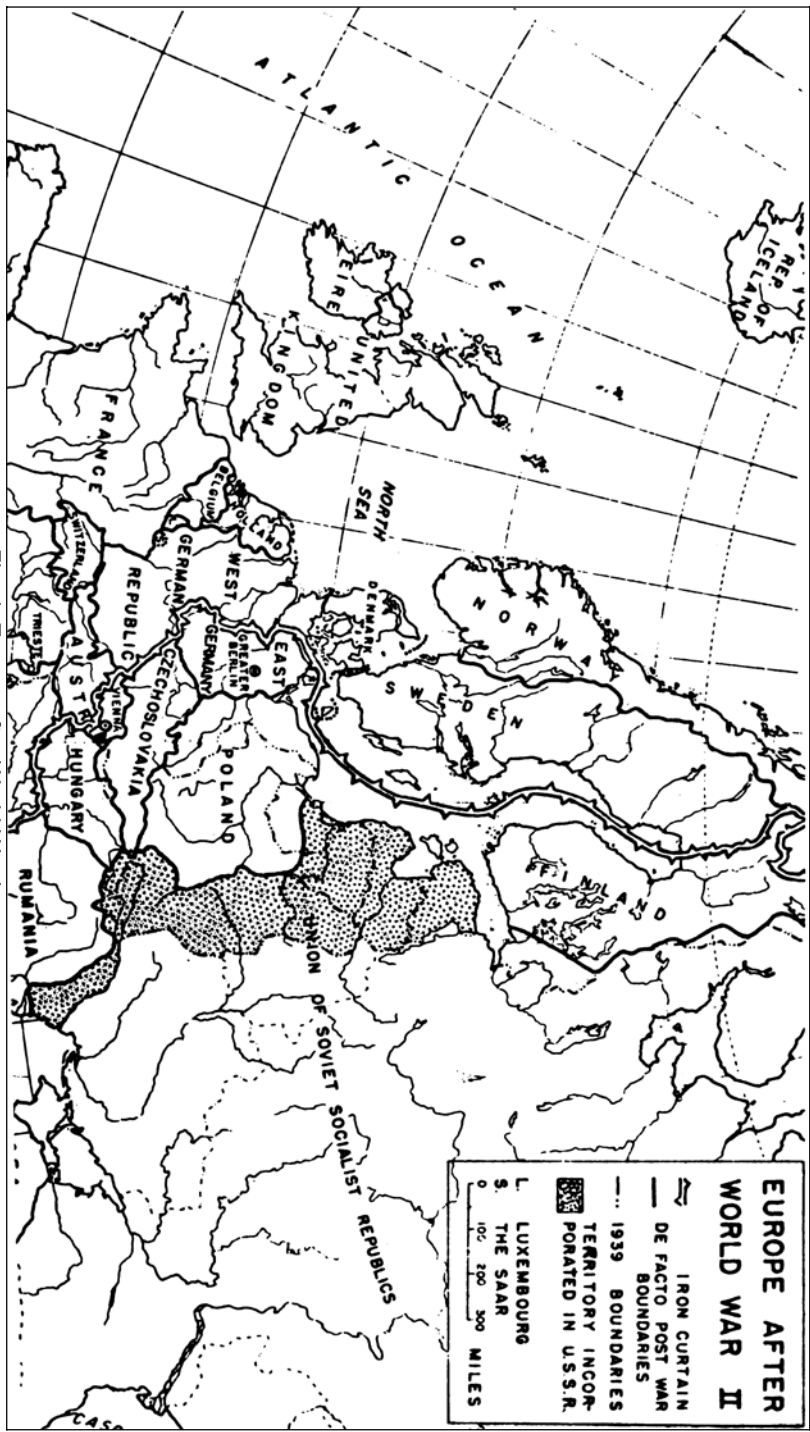 EUROPE AFTER
WORLD WAR II
IRON CURTAIN
DE FACTO POST WAR
BOUNDARIES
1939 BOUNDARIES
TERRITORY INCOR-
PORATED IN U.S.S.R.
L. LUXEMBOURG
S. THE SAAR
0 100 200 300 MILES
ATLANTIC OCEAN
REP OF
ICELAND
EIRE
UNITED
KINGDOM
NORTH
SEA
NORWAY
SWEDEN
FINLAND
DENMARK
HOLLAND
BELGIUM
FRANCE
WEST
GERMAN
REPUBLIC
EAST
GERMANY
GREATER
BERLIN
POLAND
CZECHOSLOVAKIA
SWITZERLAND
VIENNA
HUNGARY
TRIESTE
RUMANIA
UNION OF SOVIET SOCIALIST REPUBLICS